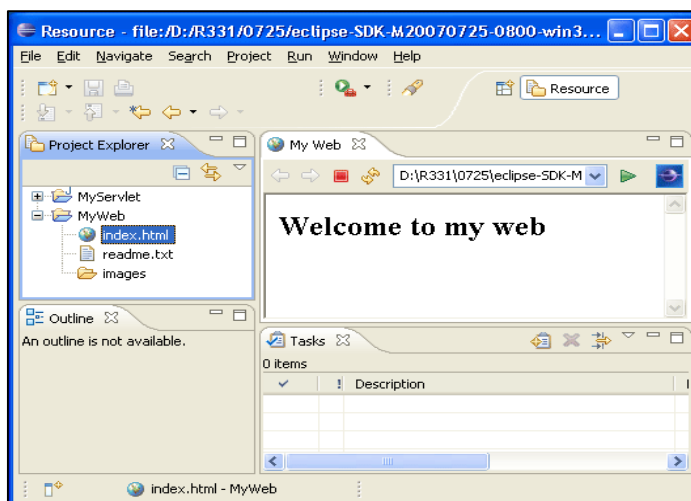 Resource - file:/D:/R331/0725/eclipse-SDK-M20070725-0800-win3...
File Edit Navigate Search Project Run Window Help
Resource
Project Explorer
MyServlet
MyWeb
index.html
readme.txt
images
My Web
D:\R331\0725\eclipse-SDK-M
Welcome to my web
Outline
An outline is not available.
Tasks
0 items
! Description
index.html - MyWeb